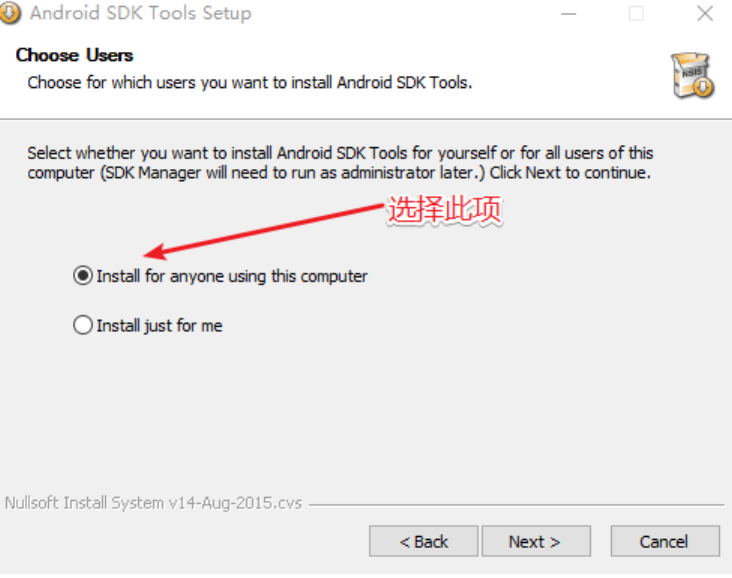 Android SDK Tools Setup
Choose Users
Choose for which users you want to install Android SDK Tools.
NSIS
Select whether you want to install Android SDK Tools for yourself or for all users of this
computer (SDK Manager will need to run as administrator later.) Click Next to continue.
选择此项
Install for anyone using this computer
Install just for me
Nullsoft Install System v14-Aug-2015.cvs
< Back
Next >
Cancel